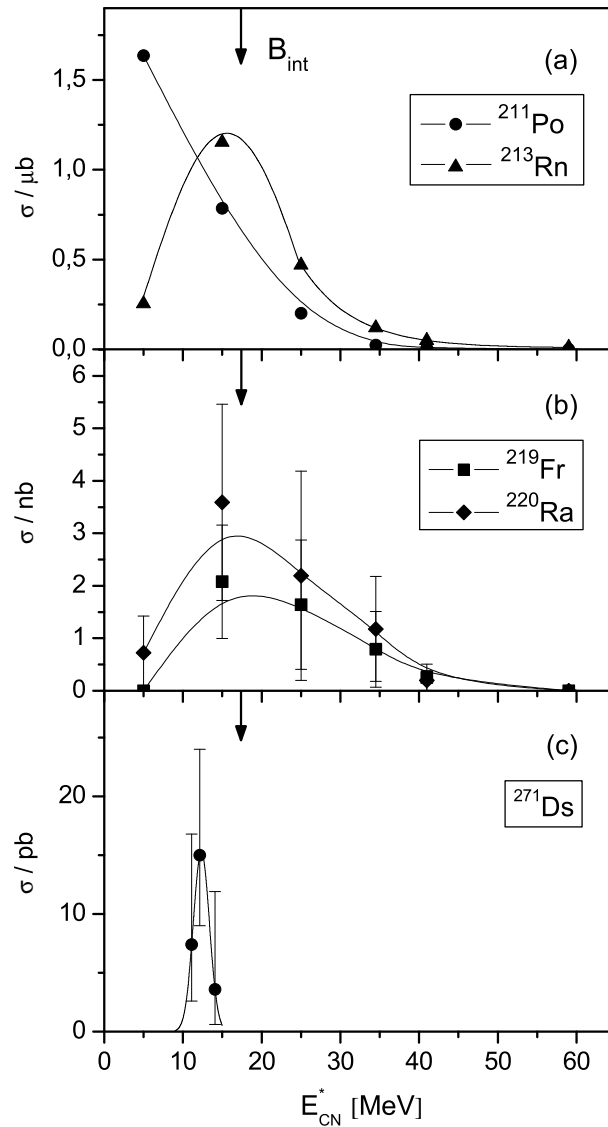 B_int
(a)
²¹¹Po
²¹³Rn
σ / μb
1,5
1,0
0,5
0,0
(b)
²¹⁹Fr
²²⁰Ra
σ / nb
6
5
4
3
2
1
0
(c)
²⁷¹Ds
σ / pb
20
10
0
0 10 20 30 40 50 60
E*_CN [MeV]